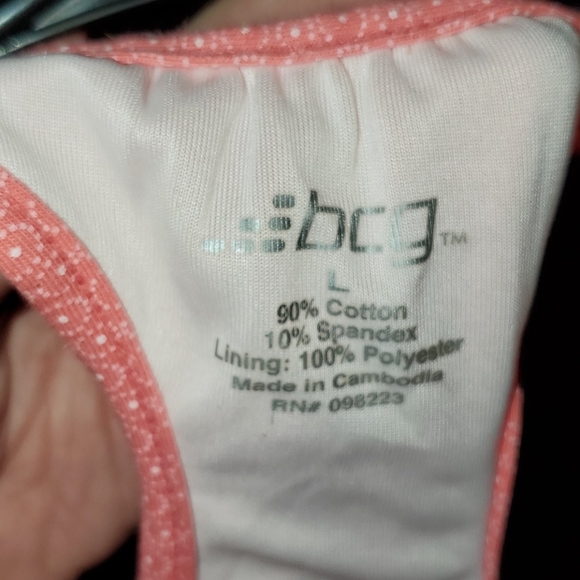 bcg™
L
90% Cotton
10% Spandex
Lining: 100% Polyester
Made in Cambodia
RN# 098223